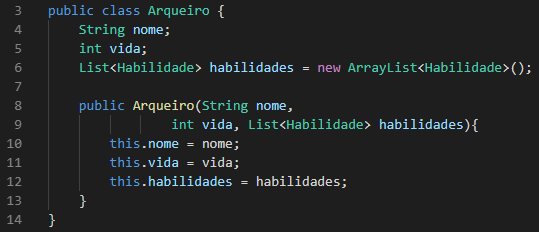 3 public class Arqueiro {
4 String nome;
5 int vida;
6 List<Habilidade> habilidades = new ArrayList<Habilidade>();
7
8 public Arqueiro(String nome,
9 int vida, List<Habilidade> habilidades){
10 this.nome = nome;
11 this.vida = vida;
12 this.habilidades = habilidades;
13 }
14 }